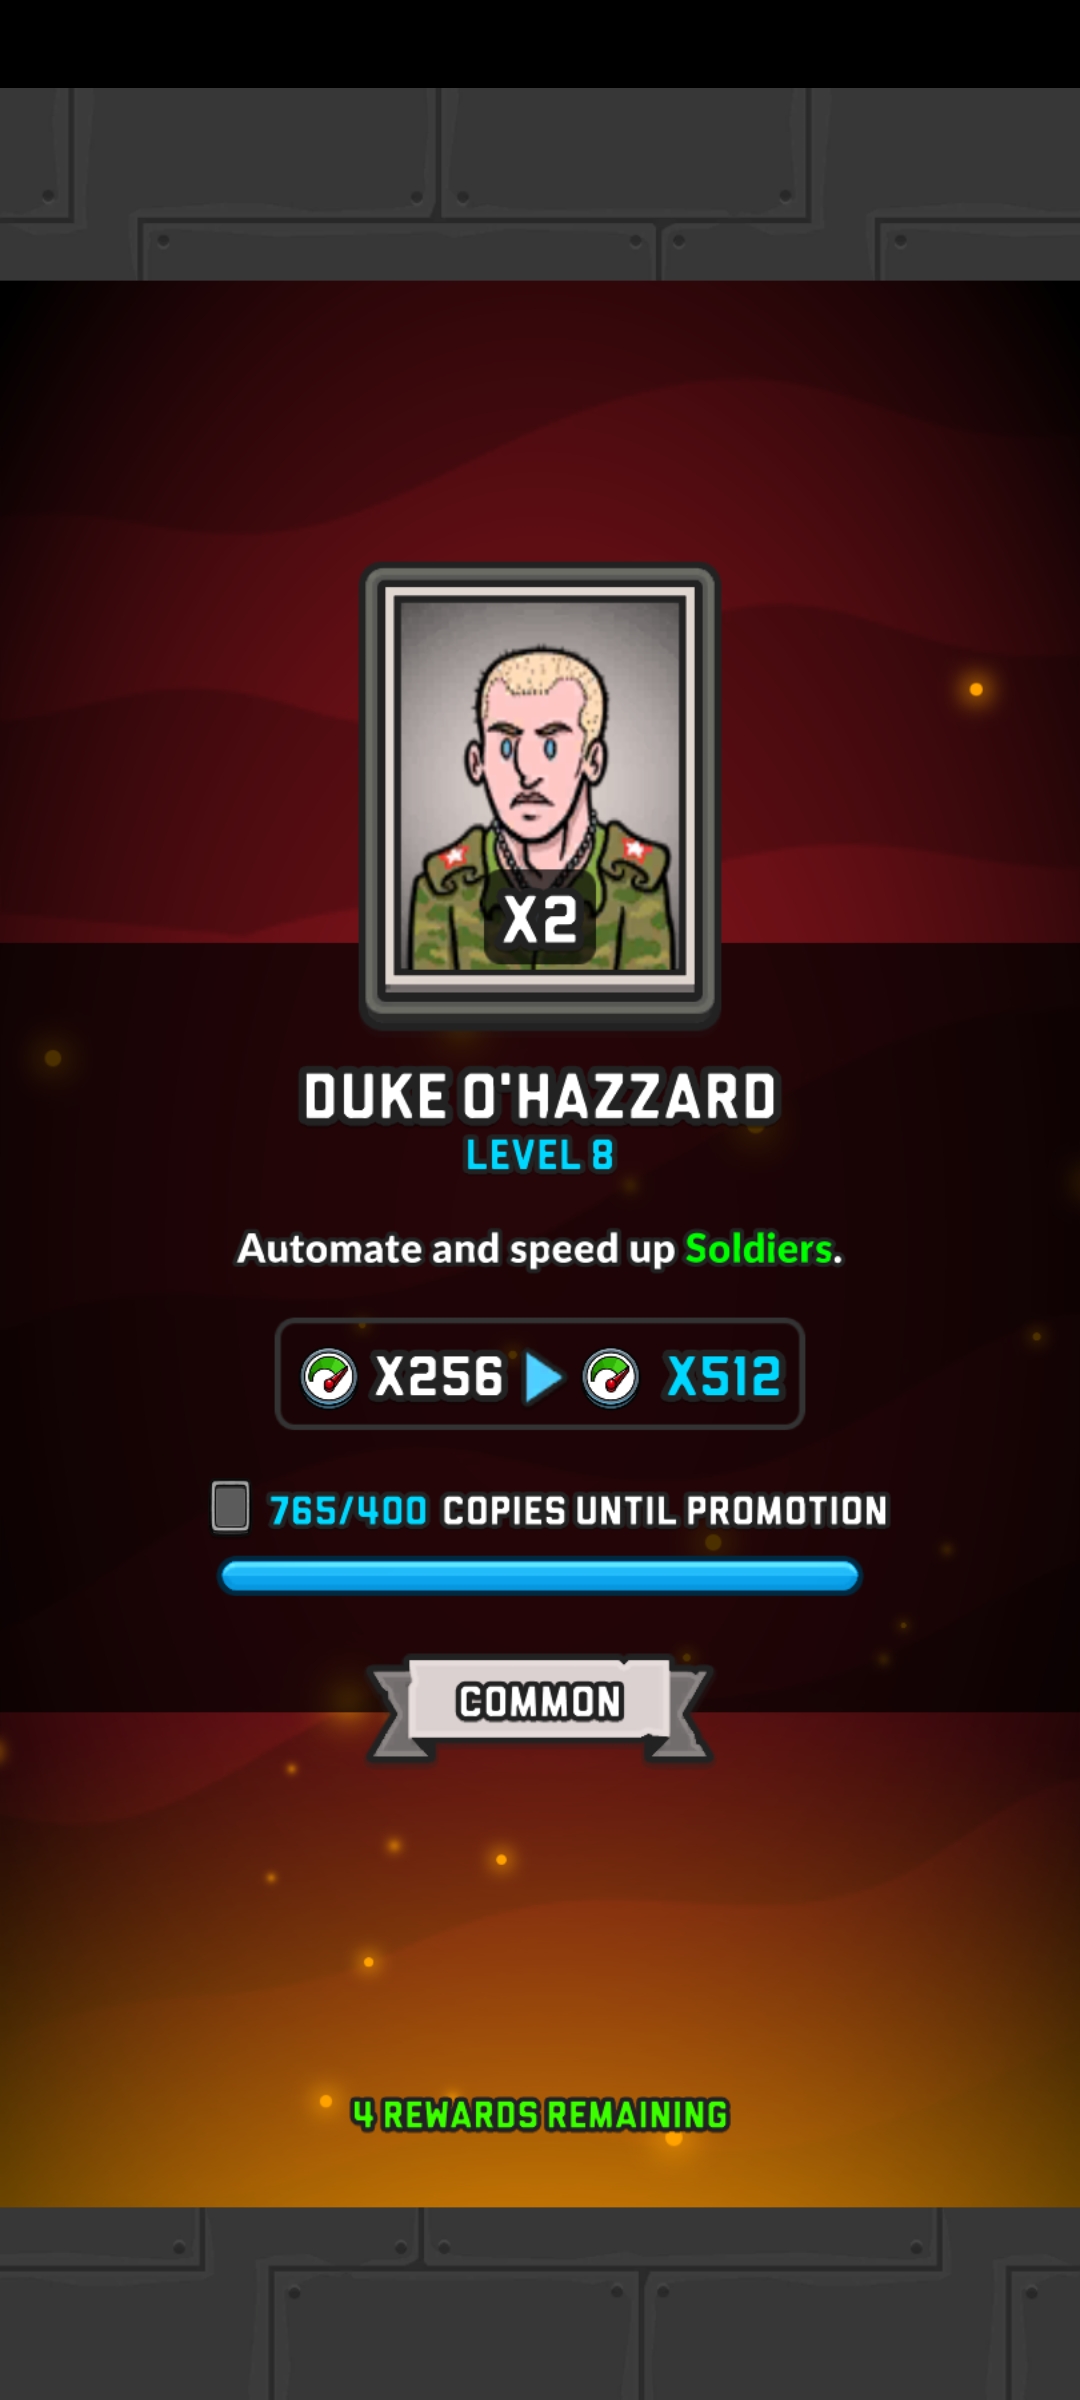 X2
DUKE O'HAZZARD
LEVEL 8
Automate and speed up Soldiers.
X256 X512
765/400 COPIES UNTIL PROMOTION
COMMON
4 REWARDS REMAINING